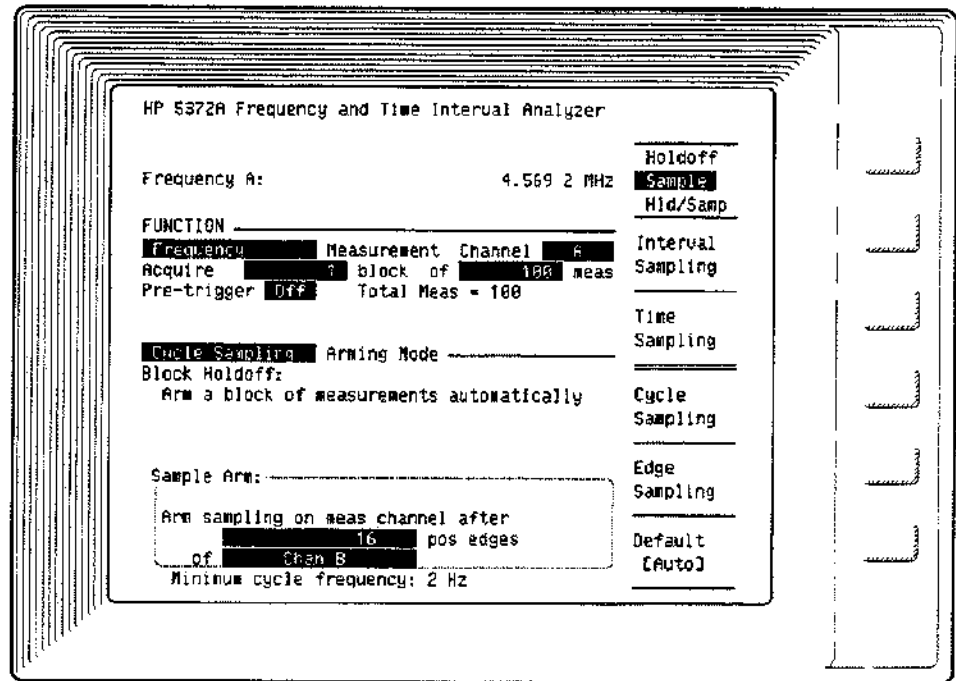 HP 5372A Frequency and Time Interval Analyzer
Frequency A: 4.569 2 MHz
FUNCTION
Frequency Measurement Channel A
Acquire 1 block of 100 meas
Pre-trigger Off Total Meas = 100
Cycle Sampling Arming Mode
Block Holdoff:
Arm a block of measurements automatically
Sample Arm:
Arm sampling on meas channel after
16 pos edges
of Chan B
Minimum cycle frequency: 2 Hz
Holdoff
Sample
Hld/Samp
Interval
Sampling
Time
Sampling
Cycle
Sampling
Edge
Sampling
Default
[Auto]